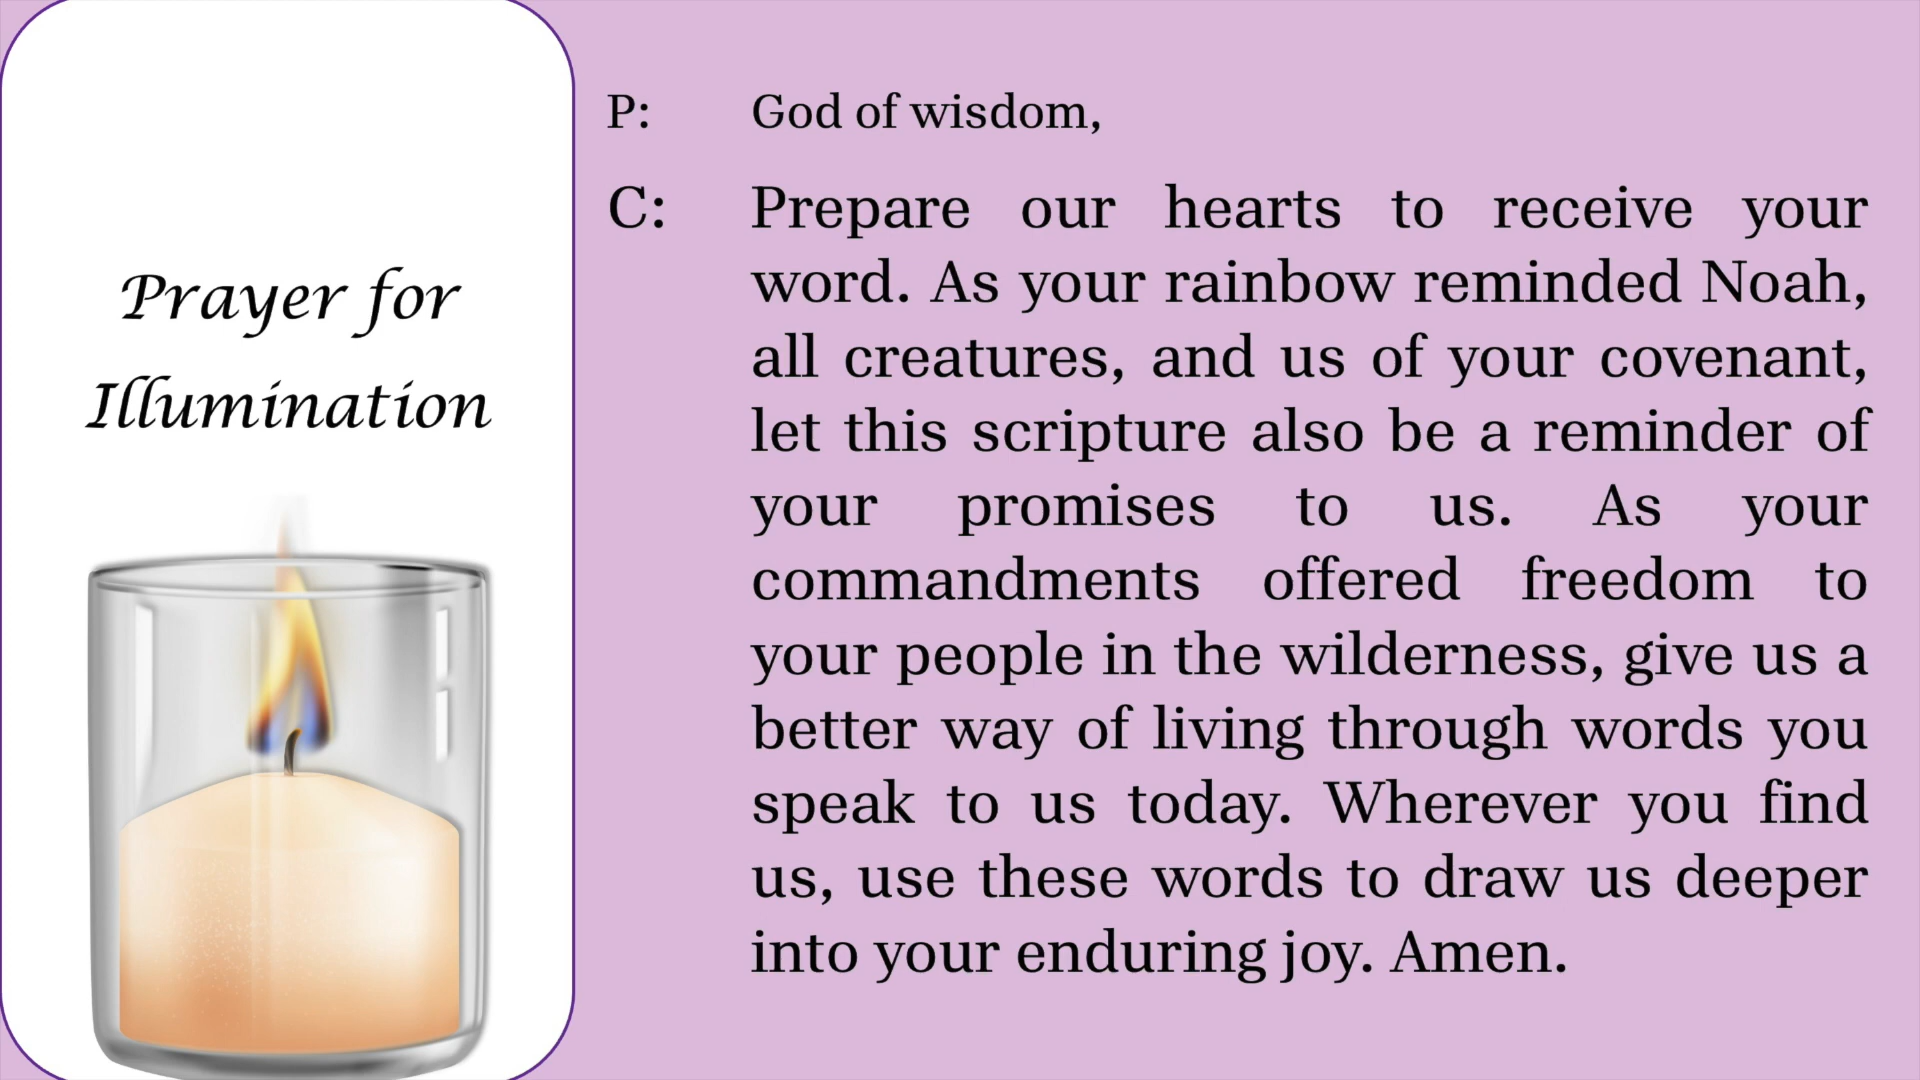 Prayer for
Illumination
P: God of wisdom,
C: Prepare our hearts to receive your
word. As your rainbow reminded Noah,
all creatures, and us of your covenant,
let this scripture also be a reminder of
your promises to us. As your
commandments offered freedom to
your people in the wilderness, give us a
better way of living through words you
speak to us today. Wherever you find
us, use these words to draw us deeper
into your enduring joy. Amen.